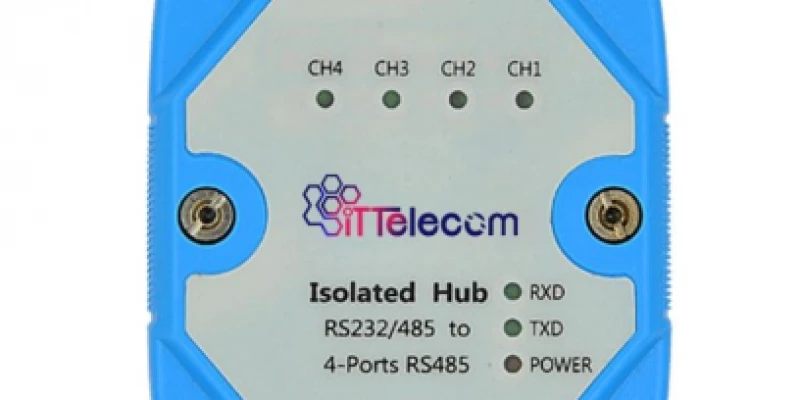 CH4 CH3 CH2 CH1
iTTelecom
Isolated Hub RXD
RS232/485 to TXD
4-Ports RS485 POWER